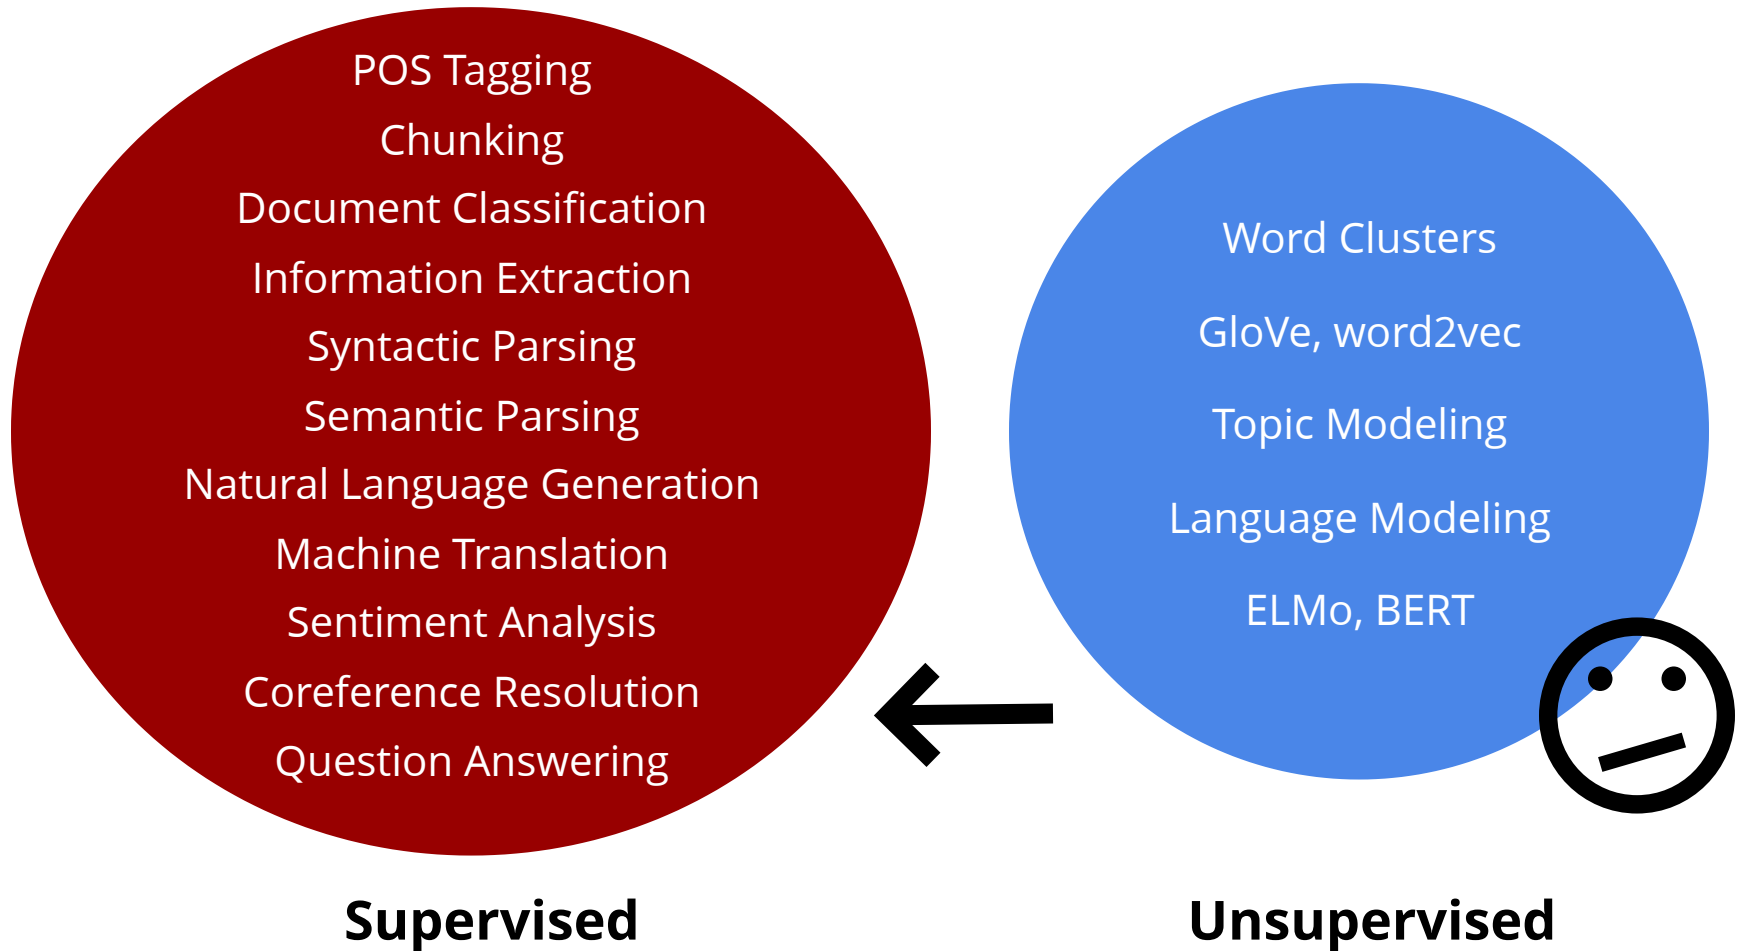 POS Tagging
Chunking
Document Classification
Information Extraction
Syntactic Parsing
Semantic Parsing
Natural Language Generation
Machine Translation
Sentiment Analysis
Coreference Resolution
Question Answering
Supervised
Word Clusters
GloVe, word2vec
Topic Modeling
Language Modeling
ELMo, BERT
Unsupervised